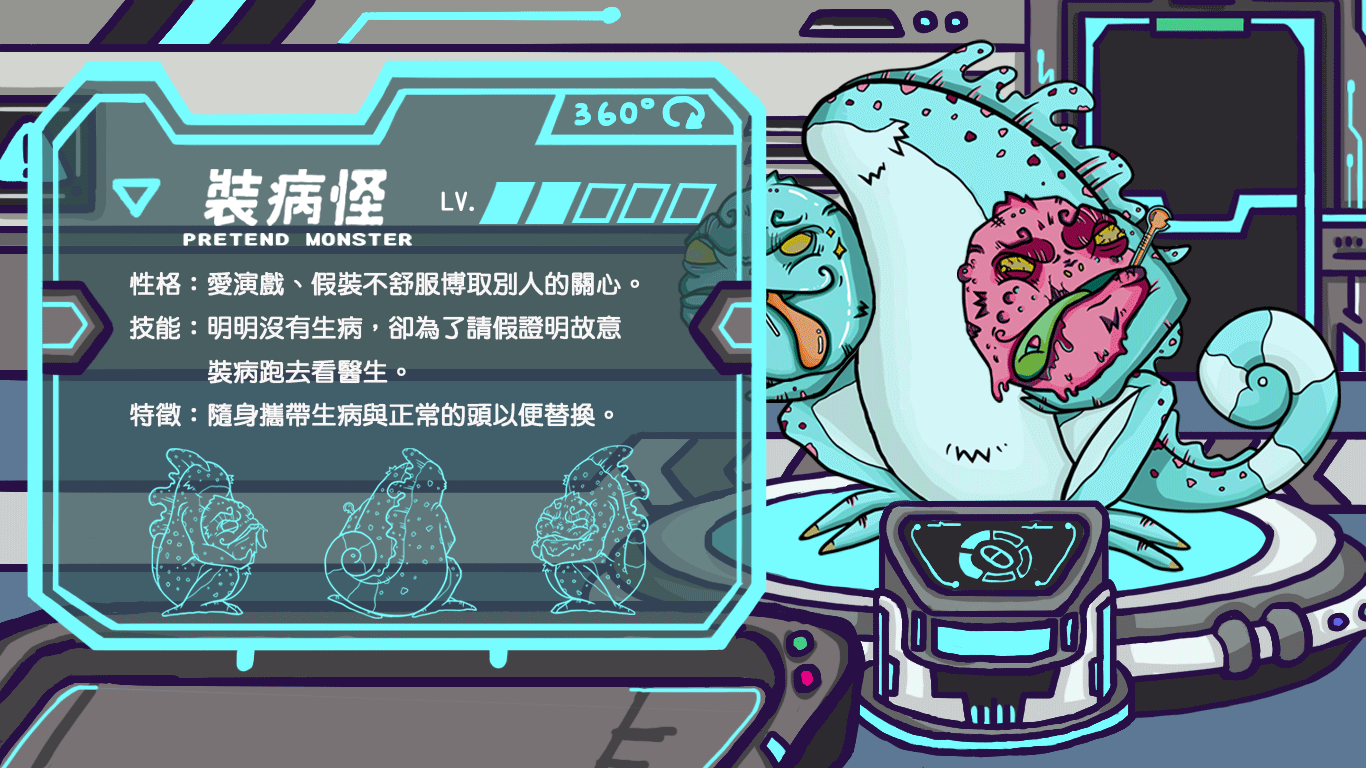 360°
裝病怪
LV.
PRETEND MONSTER
性格：愛演戲、假裝不舒服博取別人的關心。
技能：明明沒有生病，卻為了請假證明故意
裝病跑去看醫生。
特徵：隨身攜帶生病與正常的頭以便替換。